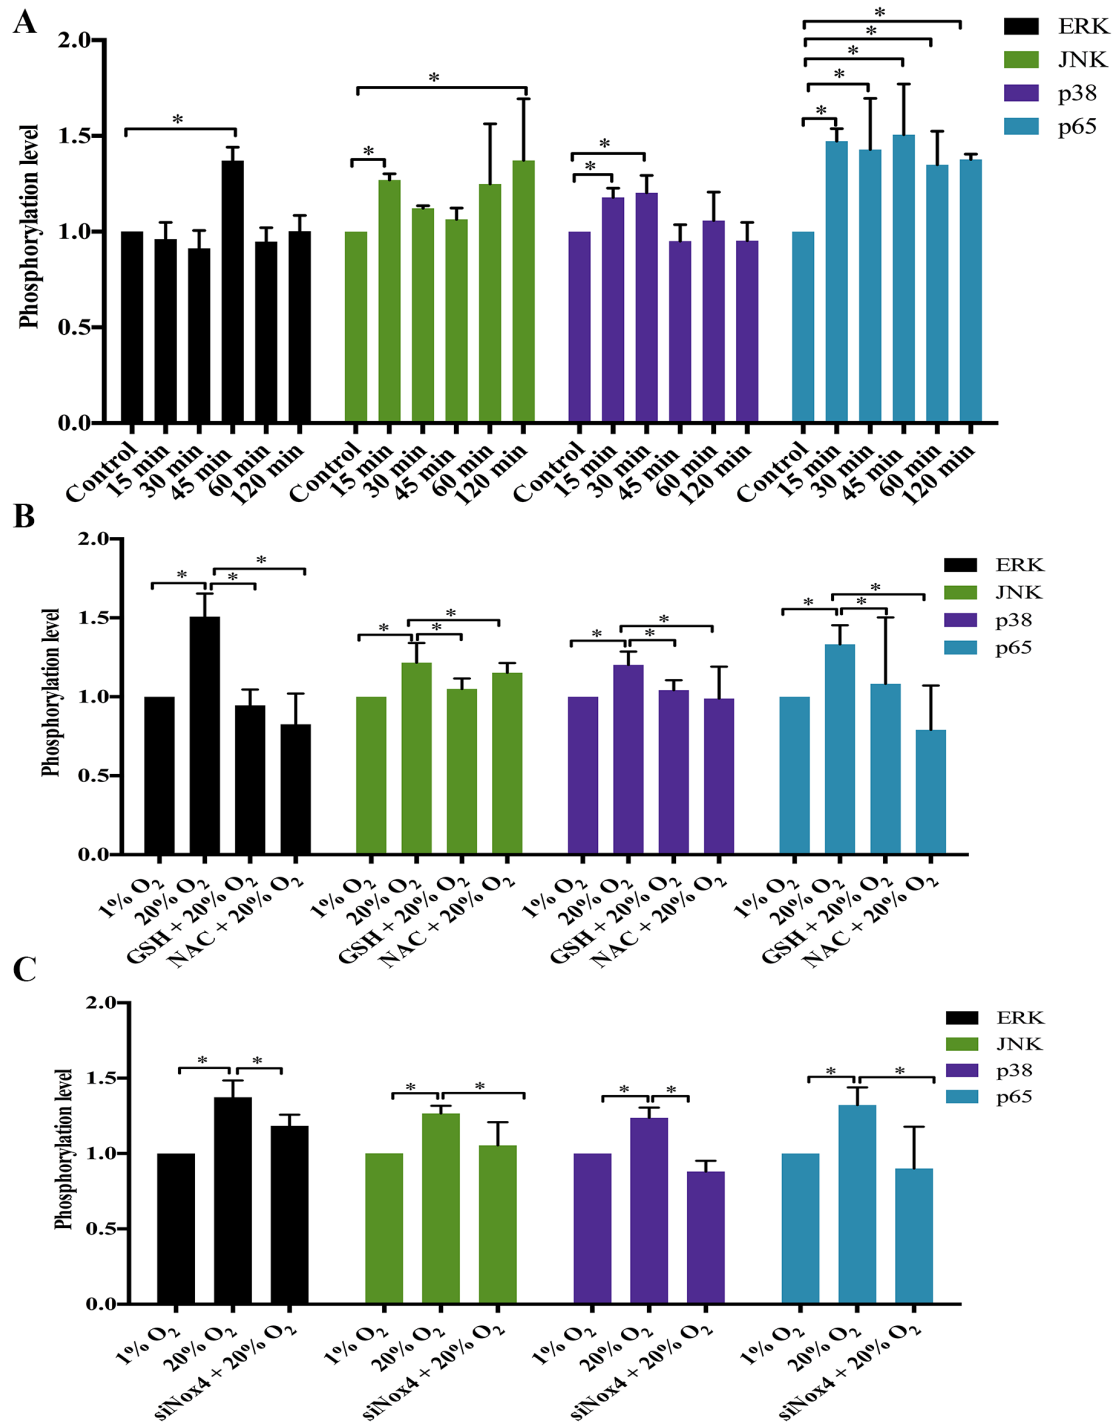 A
* * * * * * * * * * *
ERK
JNK
p38
p65
Phosphorylation level
2.0
1.5
1.0
0.5
0.0
Control 15 min 30 min 45 min 60 min 120 min Control 15 min 30 min 45 min 60 min 120 min Control 15 min 30 min 45 min 60 min 120 min Control 15 min 30 min 45 min 60 min 120 min
B
* * * * * * * * * * * *
ERK
JNK
p38
p65
Phosphorylation level
2.0
1.5
1.0
0.5
0.0
1% O2 20% O2 GSH + 20% O2 NAC + 20% O2 1% O2 20% O2 GSH + 20% O2 NAC + 20% O2 1% O2 20% O2 GSH + 20% O2 NAC + 20% O2 1% O2 20% O2 GSH + 20% O2 NAC + 20% O2
C
* * * * * * * *
ERK
JNK
p38
p65
Phosphorylation level
2.0
1.5
1.0
0.5
0.0
1% O2 20% O2 siNox4 + 20% O2 1% O2 20% O2 siNox4 + 20% O2 1% O2 20% O2 siNox4 + 20% O2 1% O2 20% O2 siNox4 + 20% O2